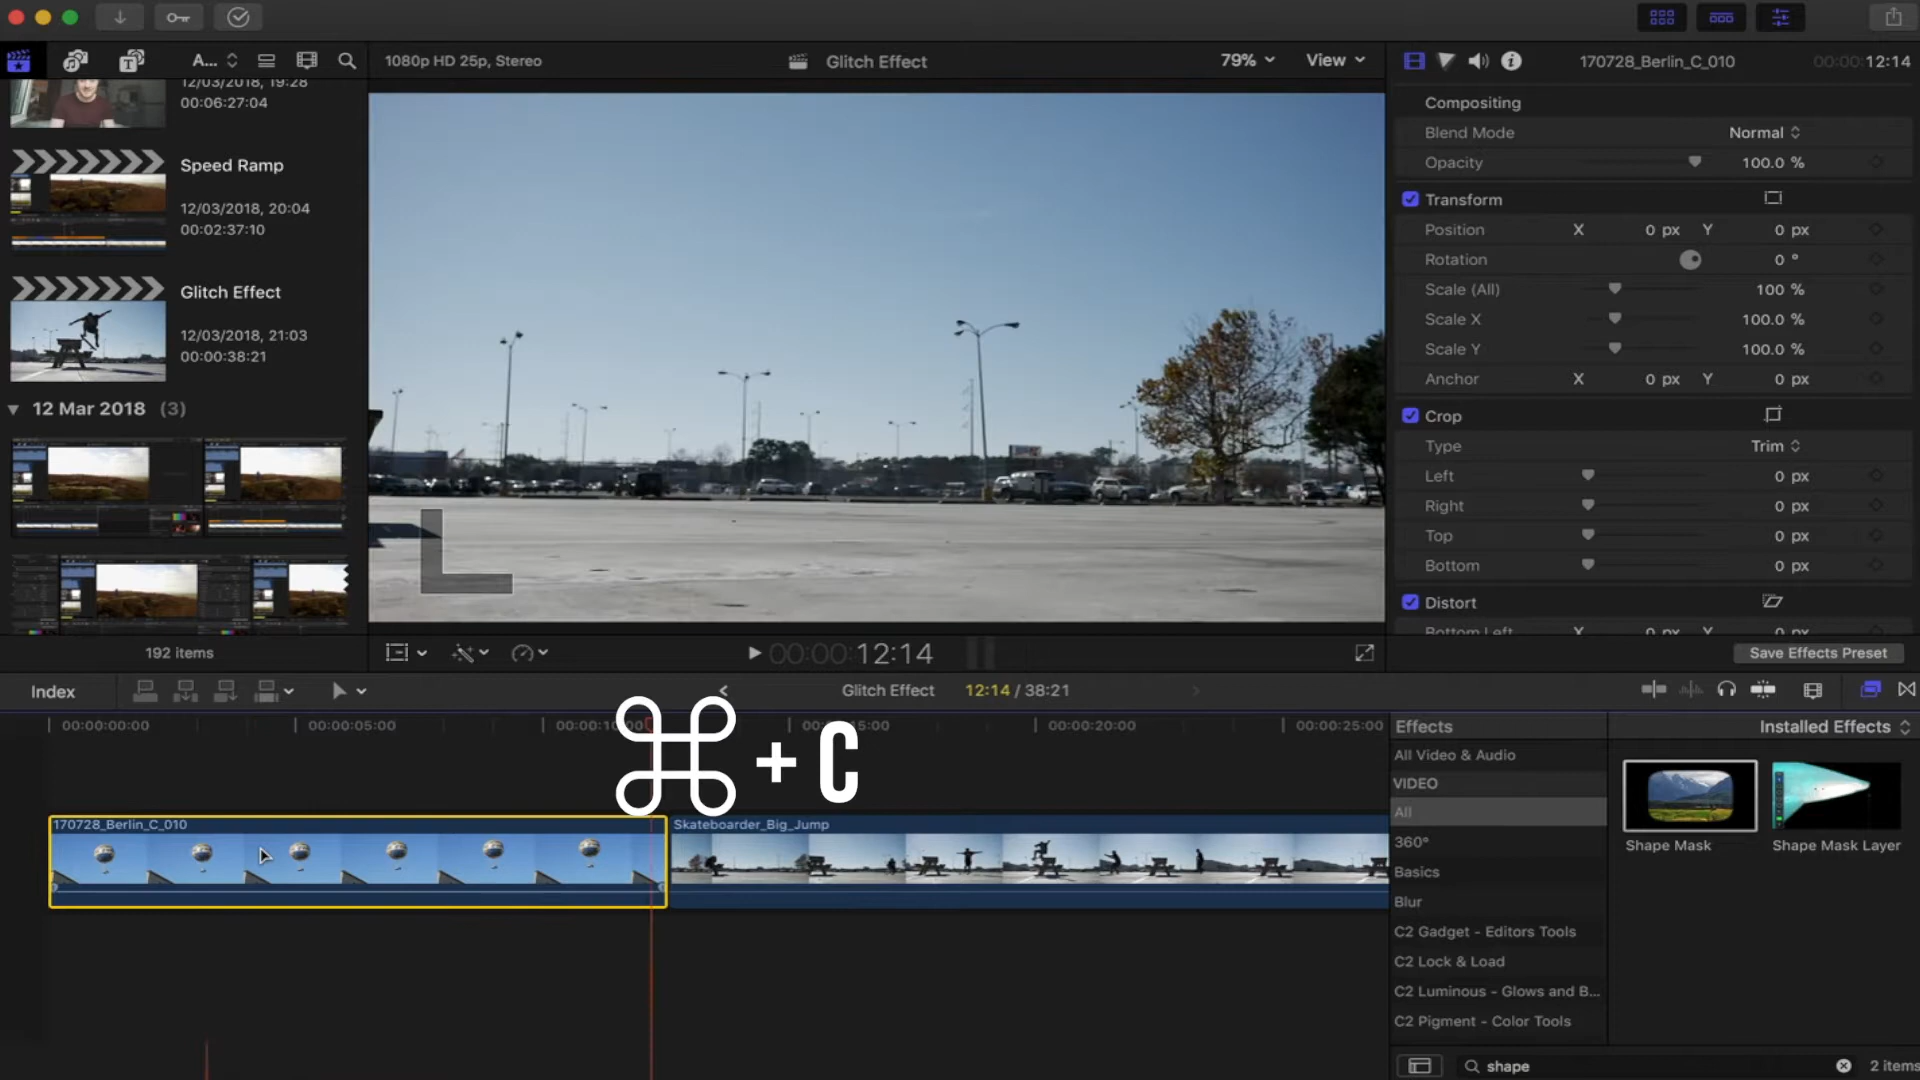 A...
1080p HD 25p, Stereo
Glitch Effect
79%
View
170728_Berlin_C_010
00:00:12:14
12/03/2018, 19:28
00:06:27:04
Speed Ramp
12/03/2018, 20:04
00:02:37:10
Glitch Effect
12/03/2018, 21:03
00:00:38:21
12 Mar 2018 (3)
192 items
Compositing
Blend Mode Normal
Opacity 100.0 %
Transform
Position X 0 px Y 0 px
Rotation 0 °
Scale (All) 100 %
Scale X 100.0 %
Scale Y 100.0 %
Anchor X 0 px Y 0 px
Crop
Type Trim
Left 0 px
Right 0 px
Top 0 px
Bottom 0 px
Distort
Bottom Left X 0 px Y 0 px
Save Effects Preset
00:00:12:14
Index
Glitch Effect 12:14 / 38:21
00:00:00:00
00:00:05:00
00:00:10:00
00:00:15:00
00:00:20:00
00:00:25:00
⌘ + C
170728_Berlin_C_010
Skateboarder_Big_Jump
Effects
Installed Effects
All Video & Audio
VIDEO
All
360°
Basics
Blur
C2 Gadget - Editors Tools
C2 Lock & Load
C2 Luminous - Glows and B...
C2 Pigment - Color Tools
Shape Mask
Shape Mask Layer
shape
2 items